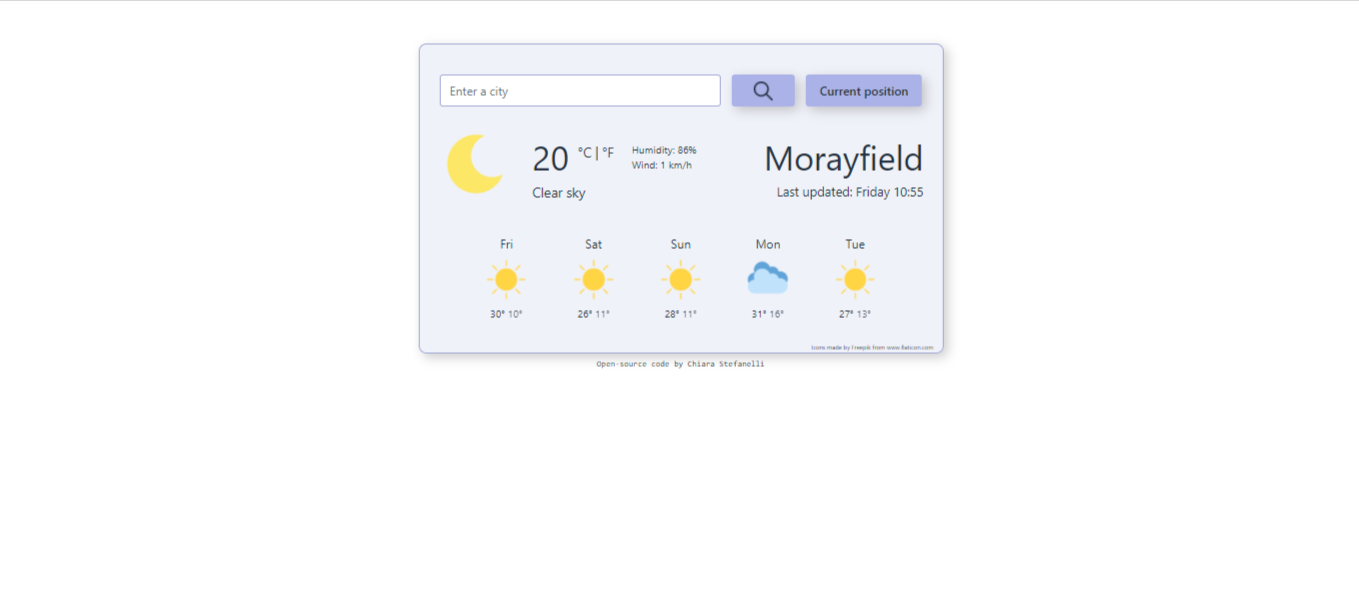 Enter a city
Current position
20 °C | °F
Humidity: 86%
Wind: 1 km/h
Clear sky
Morayfield
Last updated: Friday 10:55
Fri Sat Sun Mon Tue
30° 10° 26° 11° 28° 11° 31° 16° 27° 13°
Icons made by Freepik from www.flaticon.com
Open-source code by Chiara Stefanelli